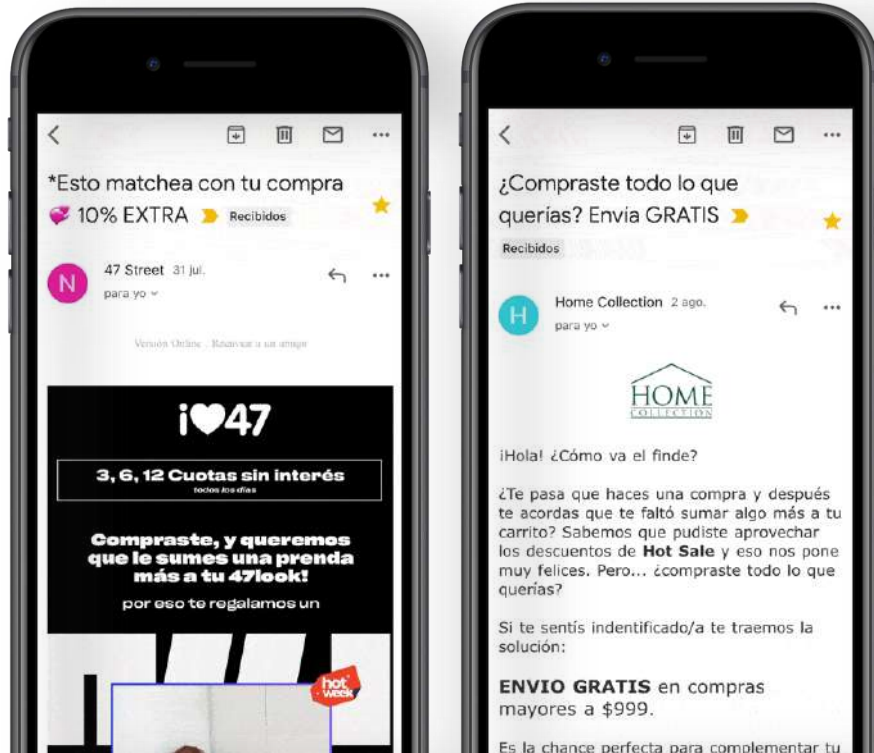 *Esto matchea con tu compra
💞 10% EXTRA Recibidos
N
47 Street 31 jul.
para yo
Versión Online . Reenviar a un amigo
i♥47
3, 6, 12 Cuotas sin interés
todos los días
Compraste, y queremos
que le sumes una prenda
más a tu 47look!
por eso te regalamos un
hot
week
¿Compraste todo lo que
querías? Envia GRATIS
Recibidos
H
Home Collection 2 ago.
para yo
HOME
COLLECTION
¡Hola! ¿Cómo va el finde?
¿Te pasa que haces una compra y después
te acordas que te faltó sumar algo más a tu
carrito? Sabemos que pudiste aprovechar
los descuentos de Hot Sale y eso nos pone
muy felices. Pero... ¿compraste todo lo que
querías?
Si te sentís indentificado/a te traemos la
solución:
ENVIO GRATIS en compras
mayores a $999.
Es la chance perfecta para complementar tu